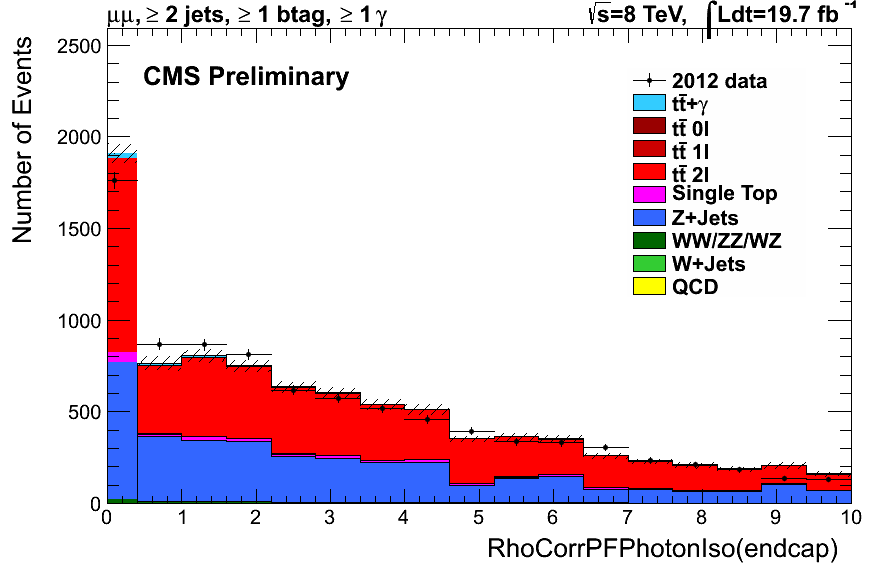 μμ, ≥ 2 jets, ≥ 1 btag, ≥ 1 γ
√s=8 TeV, ∫Ldt=19.7 fb⁻¹
CMS Preliminary
2012 data
tt̄+γ
tt̄ 0l
tt̄ 1l
tt̄ 2l
Single Top
Z+Jets
WW/ZZ/WZ
W+Jets
QCD
Number of Events
2500
2000
1500
1000
500
0
0 1 2 3 4 5 6 7 8 9 10
RhoCorrPFPhotonIso(endcap)